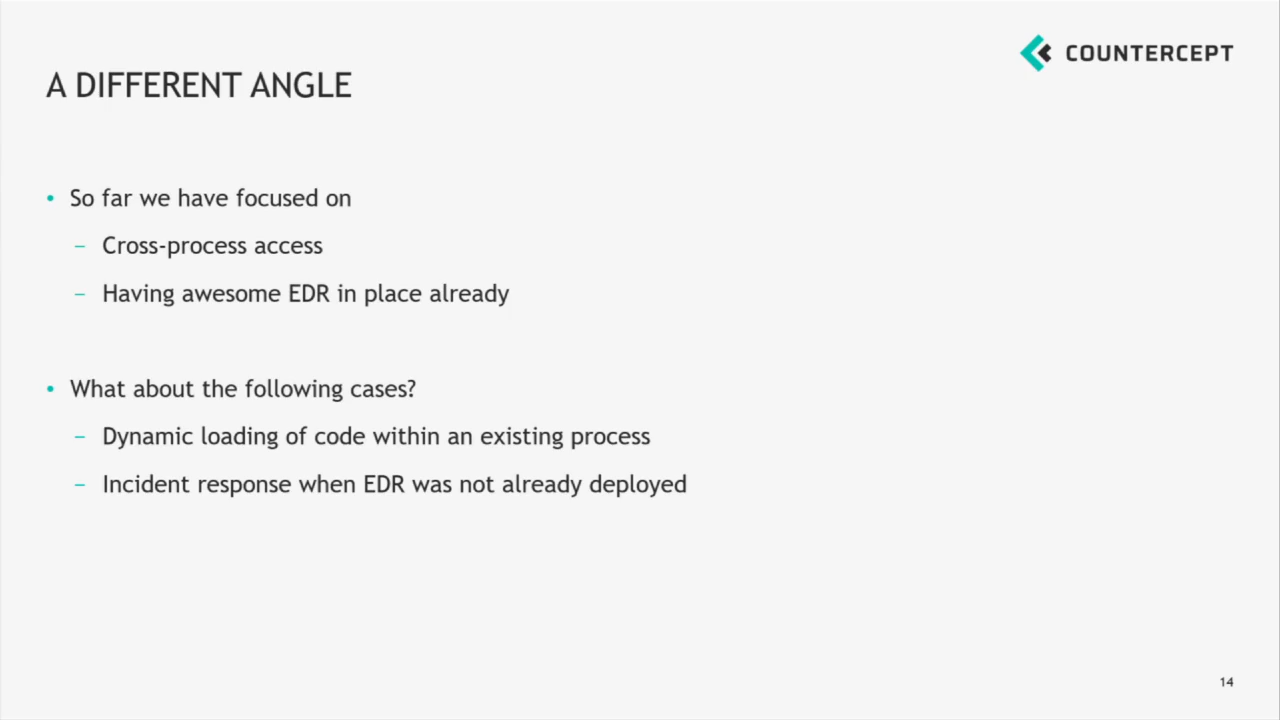 COUNTERCEPT
A DIFFERENT ANGLE
• So far we have focused on
– Cross-process access
– Having awesome EDR in place already
• What about the following cases?
– Dynamic loading of code within an existing process
– Incident response when EDR was not already deployed
14